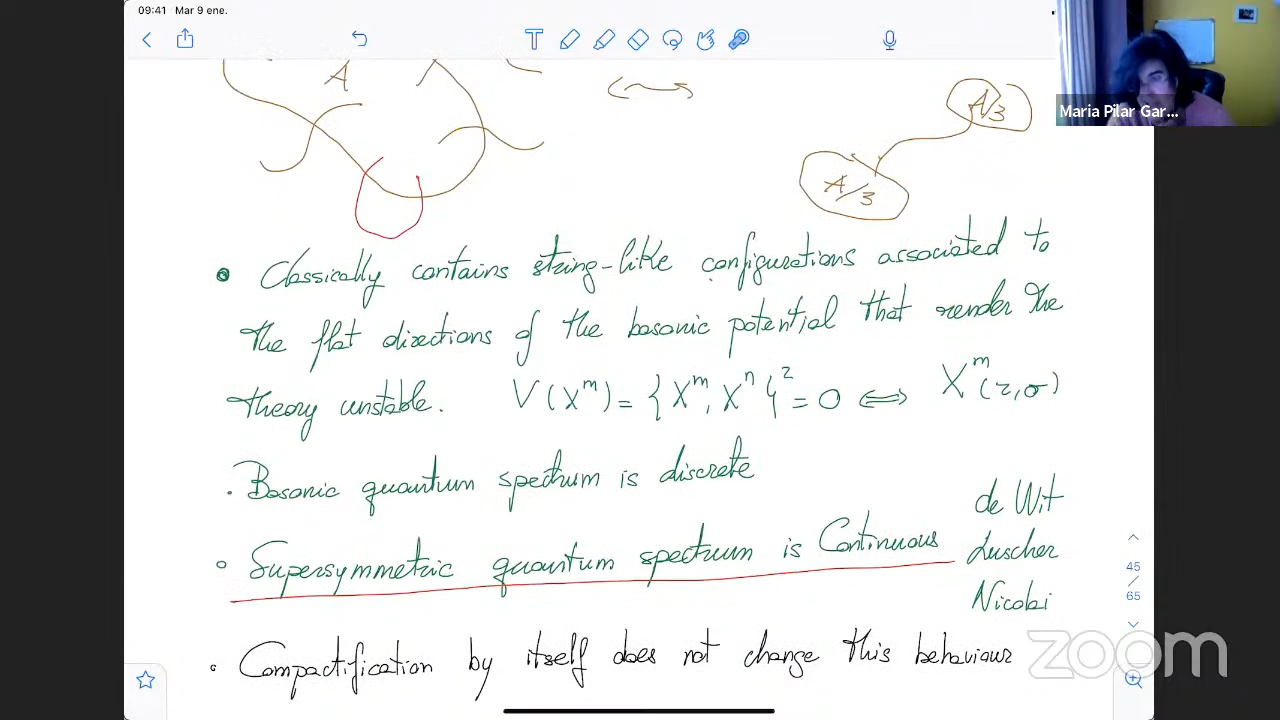 09:41 Mar 9 ene.
A
A/3
A/3
Maria Pilar Gar...
• Classically contains string-like configurations associated to
the flat directions of the bosonic potential that render the
theory unstable. V(X^m) = {X^m, X^n}^2 = 0 <=> X^m(τ,σ)
. Bosonic quantum spectrum is discrete
∘ Supersymmetric quantum spectrum is Continuous
de Wit
Luscher
Nicolai
∘ Compactification by itself does not change this behaviour
45
/
65
zoom